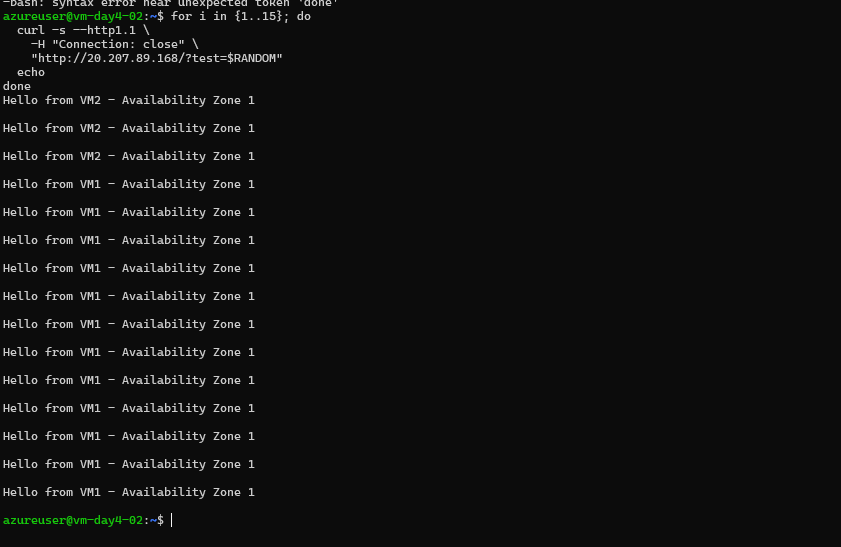 -bash: syntax error near unexpected token 'done'
azureuser@vm-day4-02:~$ for i in {1..15}; do
  curl -s --http1.1 \
    -H "Connection: close" \
    "http://20.207.89.168/?test=$RANDOM"
  echo
done
Hello from VM2 - Availability Zone 1
Hello from VM2 - Availability Zone 1
Hello from VM2 - Availability Zone 1
Hello from VM1 - Availability Zone 1
Hello from VM1 - Availability Zone 1
Hello from VM1 - Availability Zone 1
Hello from VM1 - Availability Zone 1
Hello from VM1 - Availability Zone 1
Hello from VM1 - Availability Zone 1
Hello from VM1 - Availability Zone 1
Hello from VM1 - Availability Zone 1
Hello from VM1 - Availability Zone 1
Hello from VM1 - Availability Zone 1
Hello from VM1 - Availability Zone 1
Hello from VM1 - Availability Zone 1
azureuser@vm-day4-02:~$